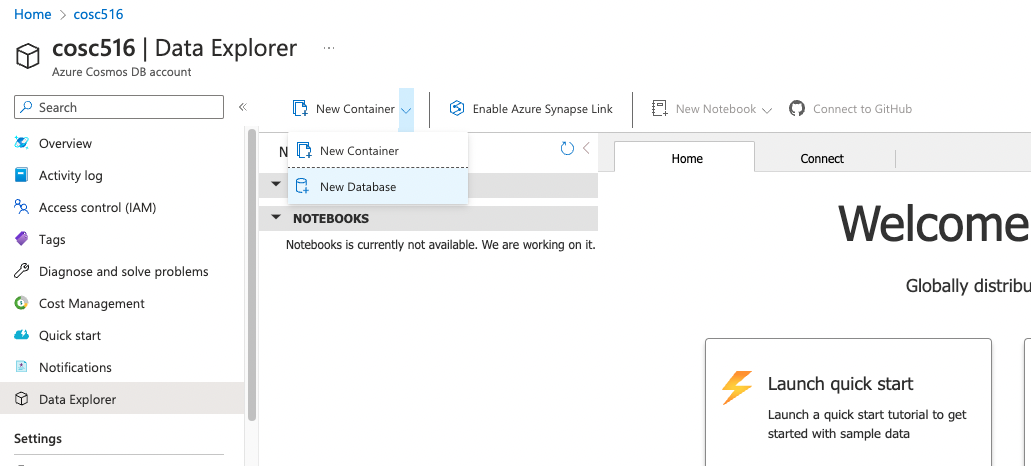 Home > cosc516
cosc516 | Data Explorer ...
Azure Cosmos DB account
Search
New Container
Enable Azure Synapse Link
New Notebook
Connect to GitHub
Overview
Activity log
Access control (IAM)
Tags
Diagnose and solve problems
Cost Management
Quick start
Notifications
Data Explorer
Settings
N
New Container
New Database
NOTEBOOKS
Notebooks is currently not available. We are working on it.
Home
Connect
Welcome
Globally distribu
Launch quick start
Launch a quick start tutorial to get
started with sample data